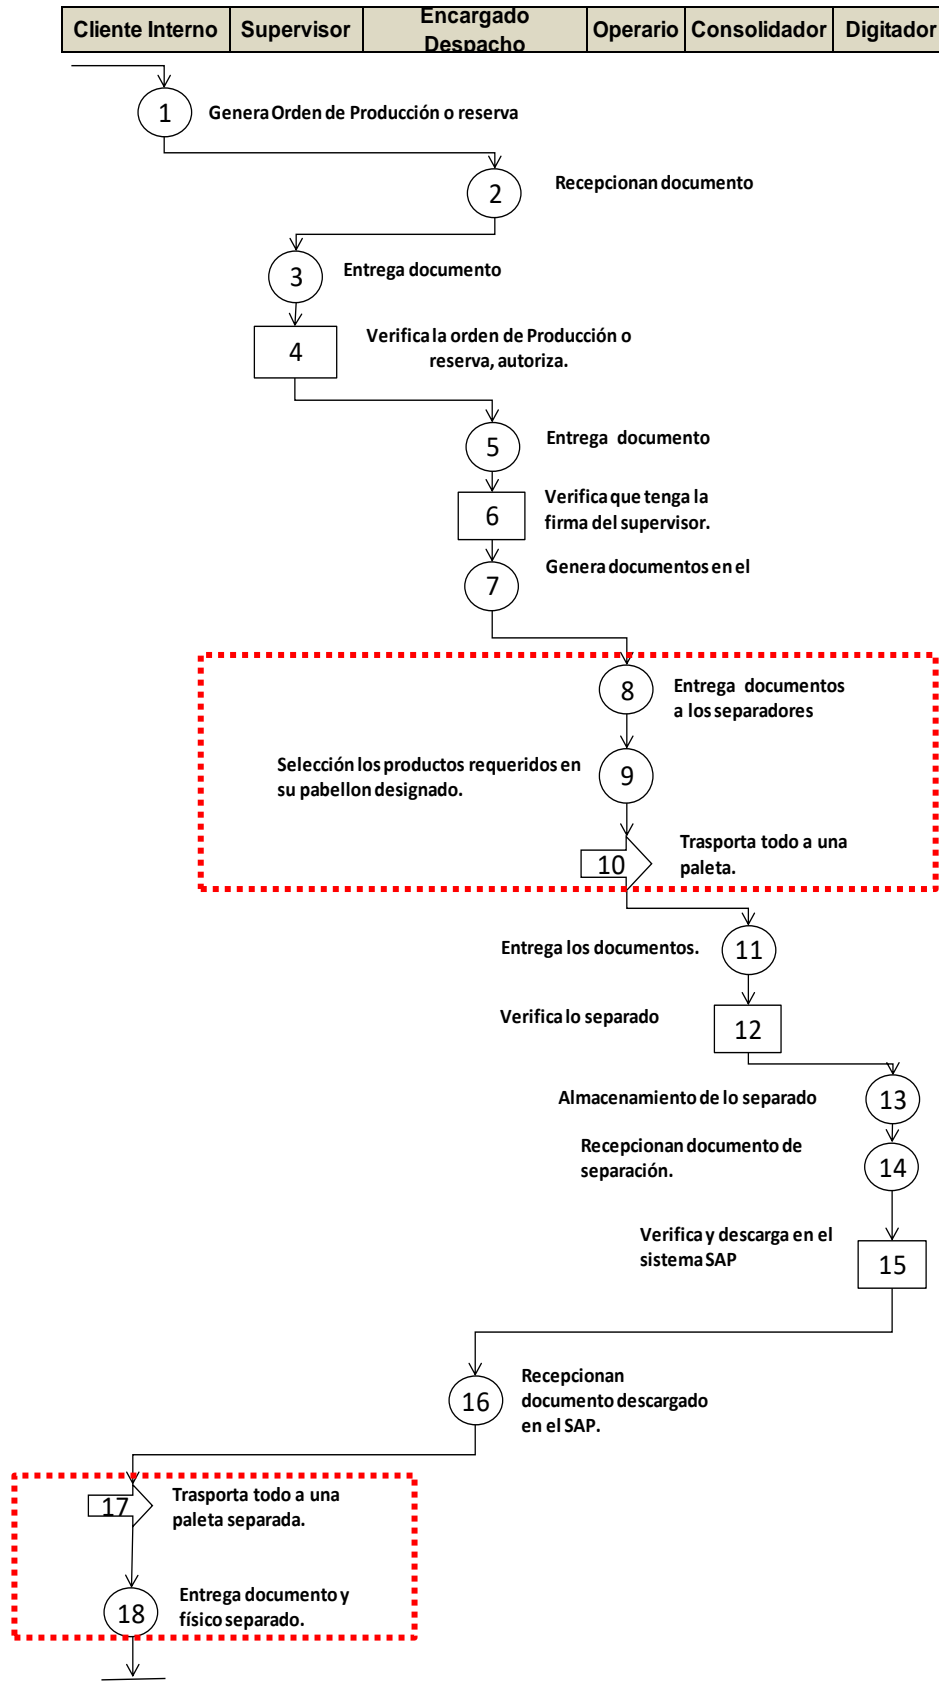 Cliente Interno Supervisor Encargado Operario Consolidador Digitador
Despacho
1 Genera Orden de Producción o reserva
2 Recepcionan documento
3 Entrega documento
4 Verifica la orden de Producción o
reserva, autoriza.
5 Entrega documento
6 Verifica que tenga la
firma del supervisor.
7 Genera documentos en el
8 Entrega documentos
a los separadores
Selección los productos requeridos en
su pabellon designado.
9
10 Trasporta todo a una
paleta.
Entrega los documentos. 11
Verifica lo separado 12
Almacenamiento de lo separado 13
Recepcionan documento de
separación.
14
Verifica y descarga en el
sistema SAP
15
16 Recepcionan
documento descargado
en el SAP.
17 Trasporta todo a una
paleta separada.
18 Entrega documento y
físico separado.